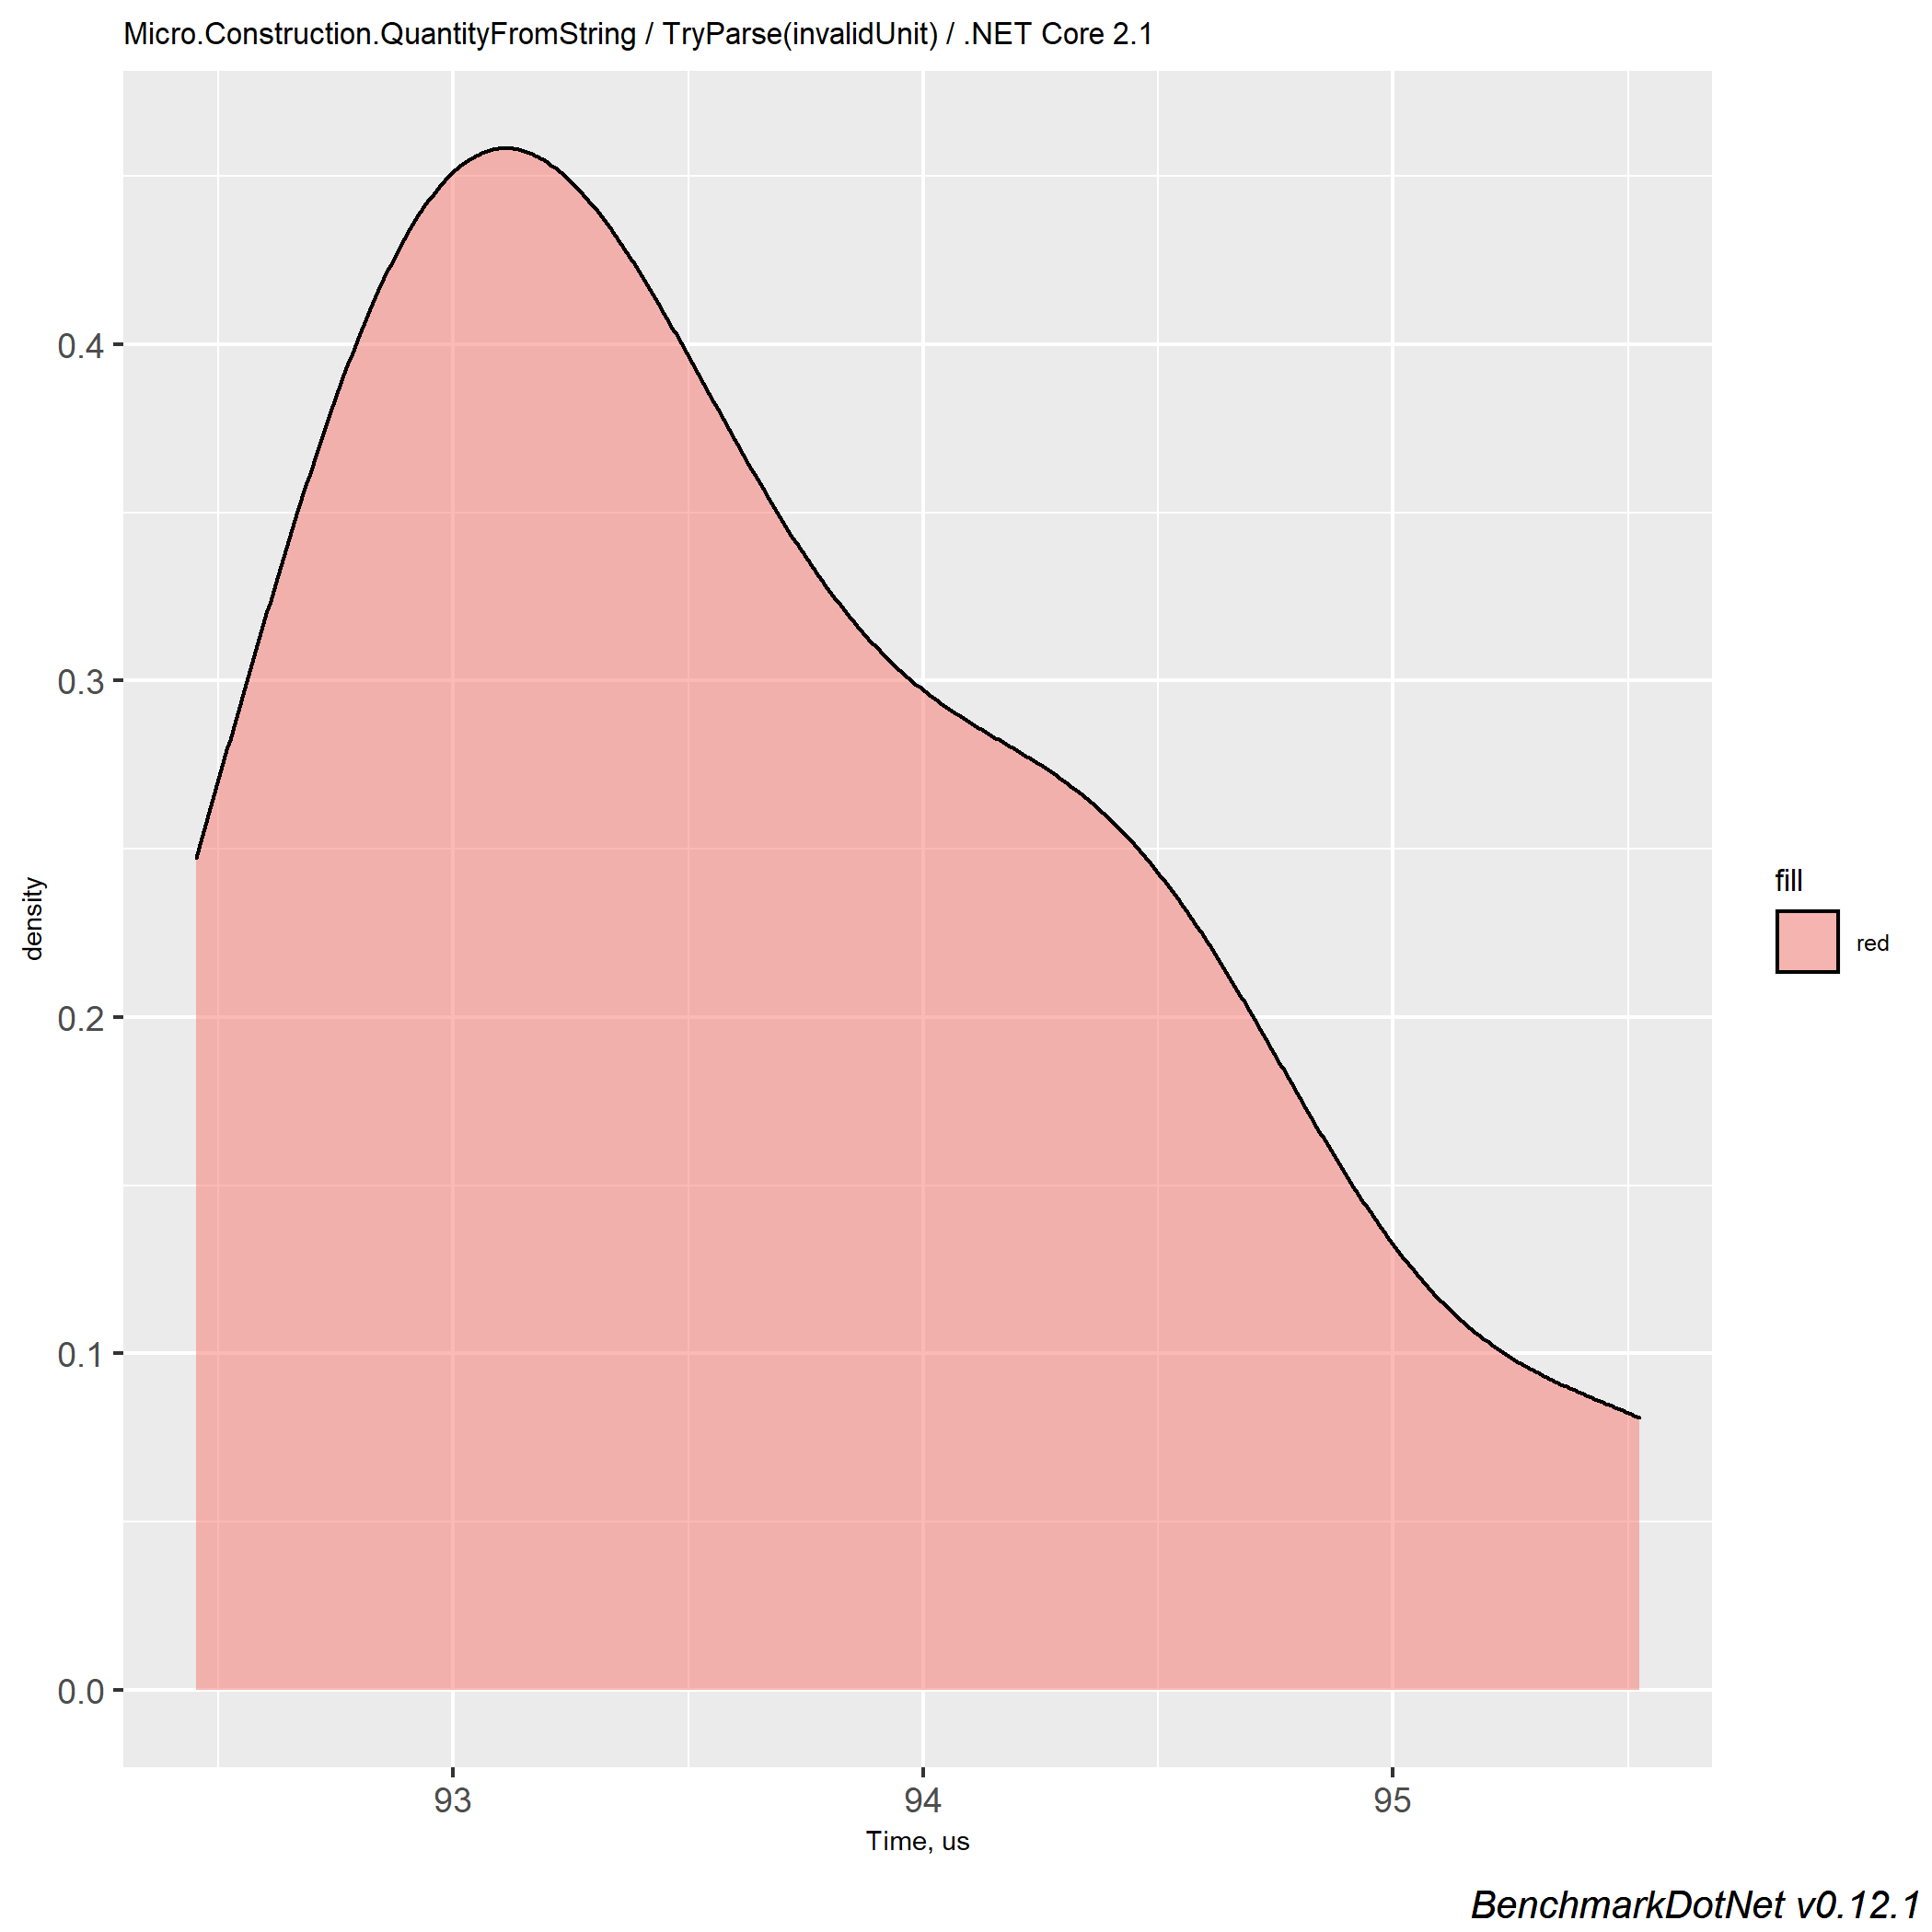 Micro.Construction.QuantityFromString / TryParse(invalidUnit) / .NET Core 2.1
0.4
0.3
0.2
0.1
0.0
density
93 94 95
Time, us
fill
red
BenchmarkDotNet v0.12.1